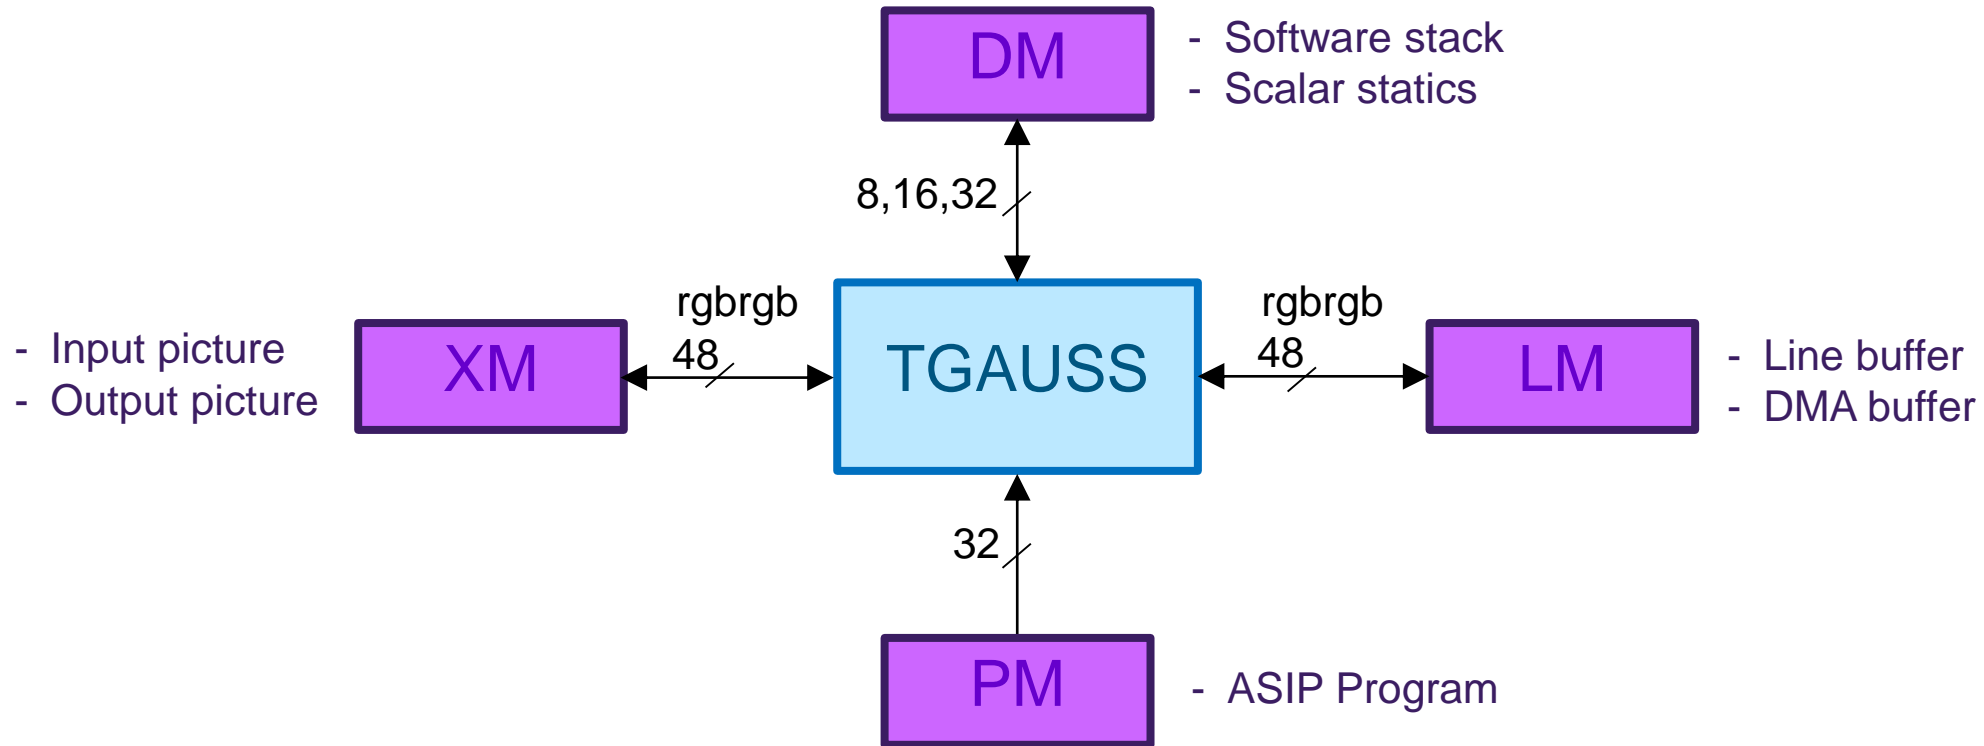 DM
- Software stack
- Scalar statics
8,16,32
rgbrgb
48
rgbrgb
48
- Input picture
- Output picture
XM
TGAUSS
LM
- Line buffer
- DMA buffer
32
PM
- ASIP Program